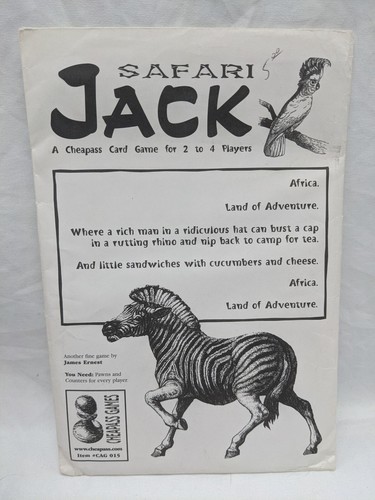 SAFARI
JACK
A Cheapass Card Game for 2 to 4 Players
Africa.
Land of Adventure.
Where a rich man in a ridiculous hat can bust a cap
in a rutting rhino and nip back to camp for tea.
And little sandwiches with cucumbers and cheese.
Africa.
Land of Adventure.
Another fine game by
James Ernest
You Need: Pawns and
Counters for every player.
CHEAPASS GAMES
www.cheapass.com
Item #CAG 015